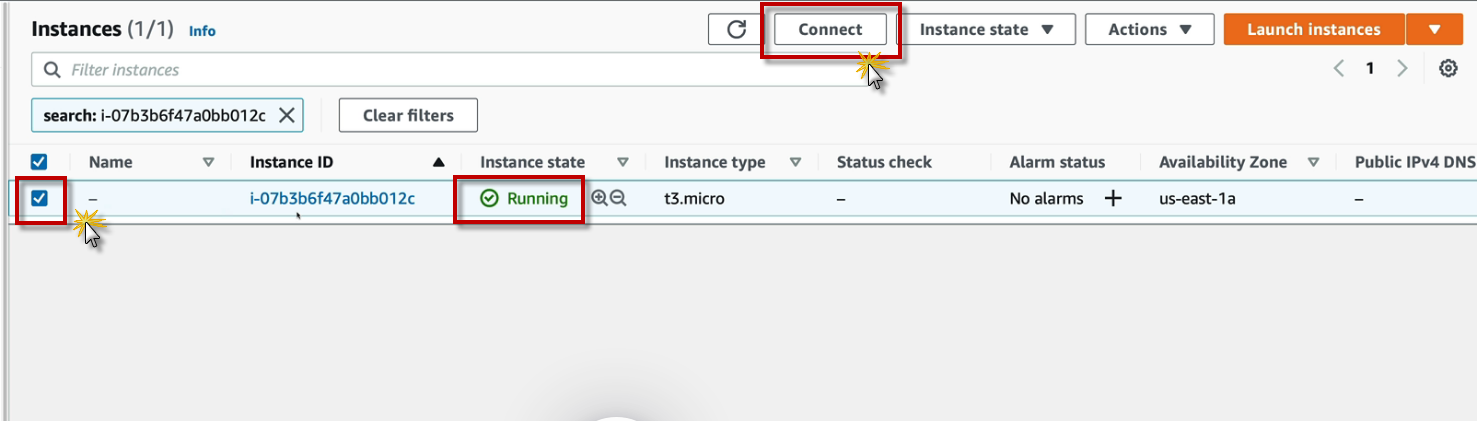 Instances (1/1) Info Connect Instance state Actions Launch instances
Filter instances 1
search: i-07b3b6f47a0bb012c Clear filters
Name Instance ID Instance state Instance type Status check Alarm status Availability Zone Public IPv4 DNS
– i-07b3b6f47a0bb012c Running t3.micro – No alarms + us-east-1a –